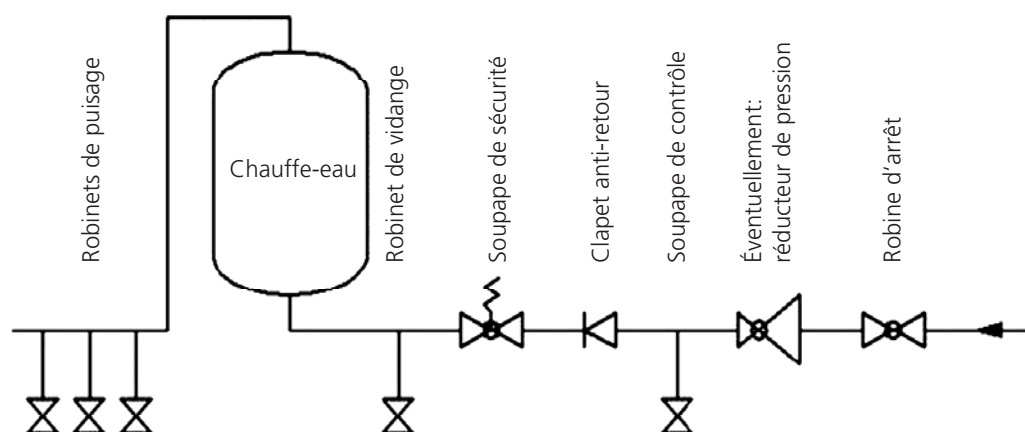 Robinets de puisage
Chauffe-eau
Robinet de vidange
Soupape de sécurité
Clapet anti-retour
Soupape de contrôle
Éventuellement:
réducteur de pression
Robine d’arrêt